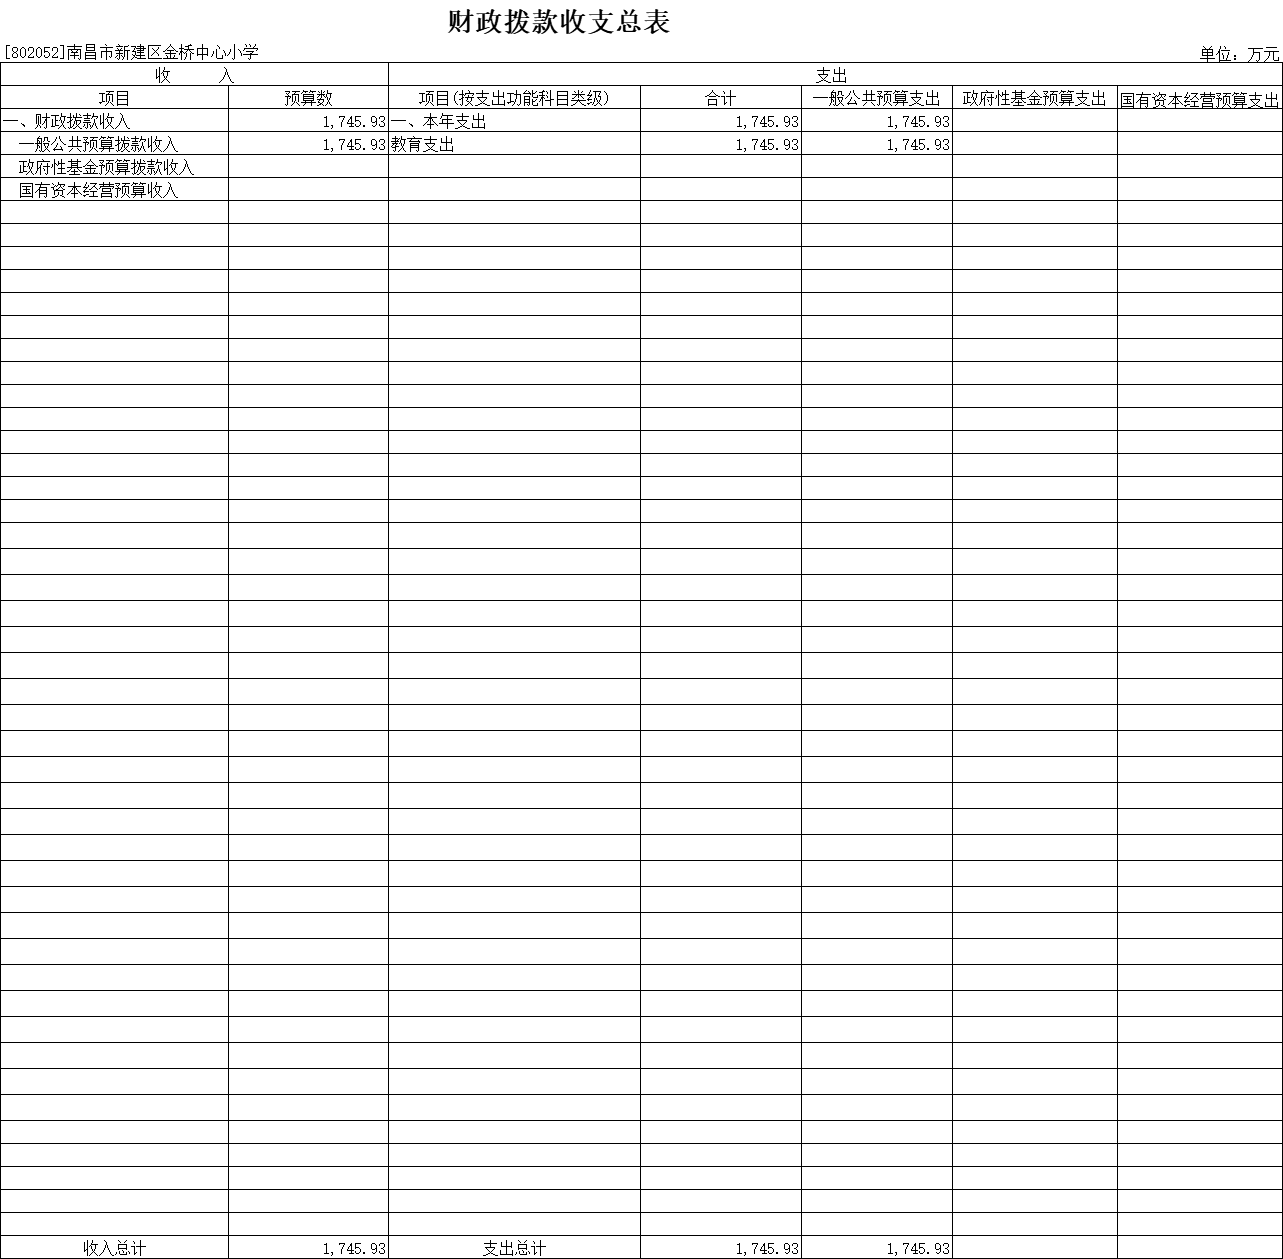 财政拨款收支总表
[802052]南昌市新建区金桥中心小学 单位：万元
收 入 支出
项目 预算数 项目(按支出功能科目类级) 合计 一般公共预算支出 政府性基金预算支出 国有资本经营预算支出
一、财政拨款收入 1,745.93 一、本年支出 1,745.93 1,745.93
一般公共预算拨款收入 1,745.93 教育支出 1,745.93 1,745.93
政府性基金预算拨款收入
国有资本经营预算收入
收入总计 1,745.93 支出总计 1,745.93 1,745.93